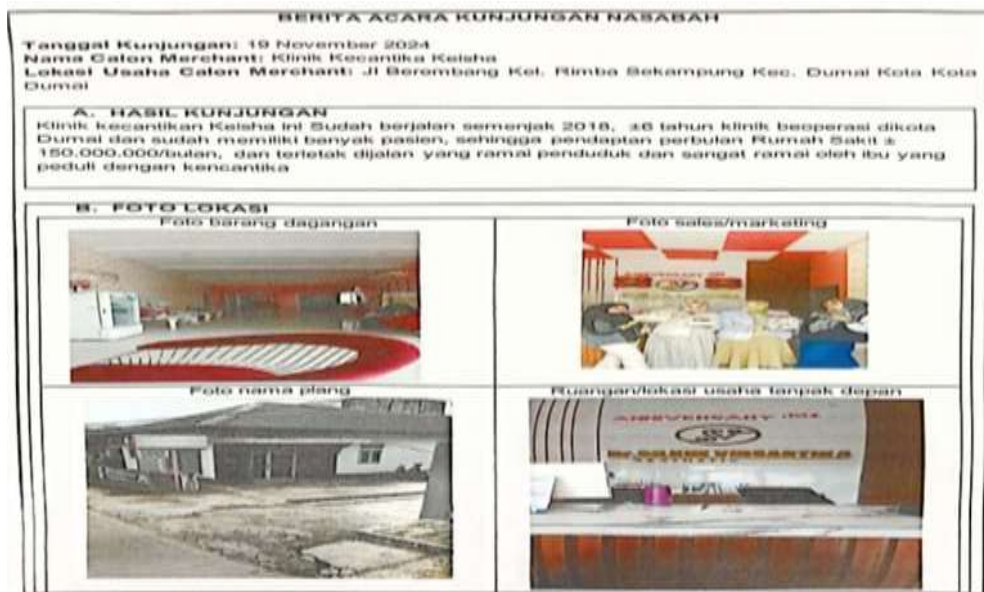 BERITA ACARA KUNJUNGAN NASABAH
Tanggal Kunjungan: 19 November 2024
Nama Calon Merchant: Klinik Kecantika Keisha
Lokasi Usaha Calon Merchant: Jl Serombang Kel. Rimba Sekampung Kec. Dumai Kota Kota
Dumai
A. HASIL KUNJUNGAN
Klinik kecantikan Keisha ini Sudah berjalan semenjak 2018, ±6 tahun klinik beoperasi dikota
Dumai dan sudah memiliki banyak pasien, sehingga pendaptan perbulan Rumah Sakit ±
150.000.000/bulan, dan terletak dijalan yang ramai penduduk dan sangat ramai oleh ibu yang
peduli dengan kencantika
B. FOTO LOKASI
Foto barang dagangan
Foto sales/marketing
Foto nama plang
Ruangan/lokasi usaha tanpak depan
ANNIVERSARY